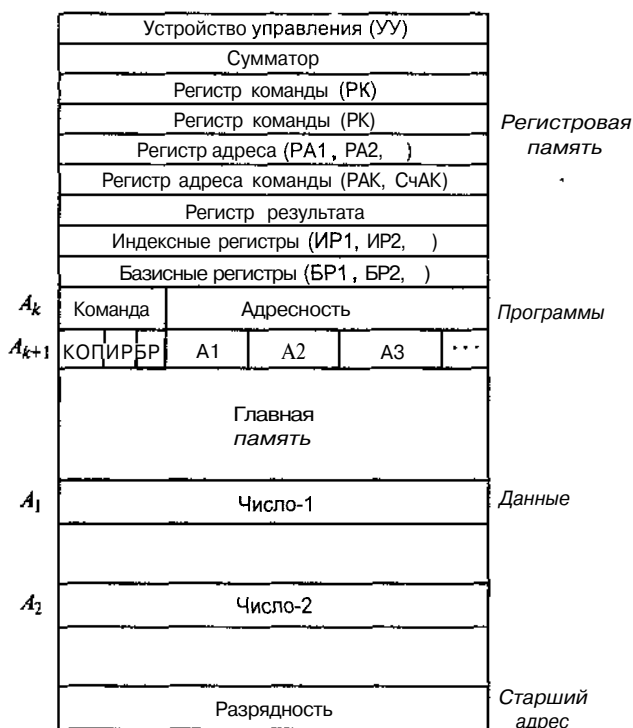 Устройство управления (УУ)
Сумматор
Регистр команды (РК)
Регистр команды (РК)
Регистр адреса (РА1, РА2, )
Регистр адреса команды (РАК, СчАК)
Регистр результата
Индексные регистры (ИР1, ИР2, )
Базисные регистры (БР1, БР2, )
Регистровая
память
Ak Команда Адресность Программы
Ak+1 КОП ИР БР А1 А2 А3 ...
Главная
память
A1 Число-1 Данные
A2 Число-2
Разрядность
Старший
адрес